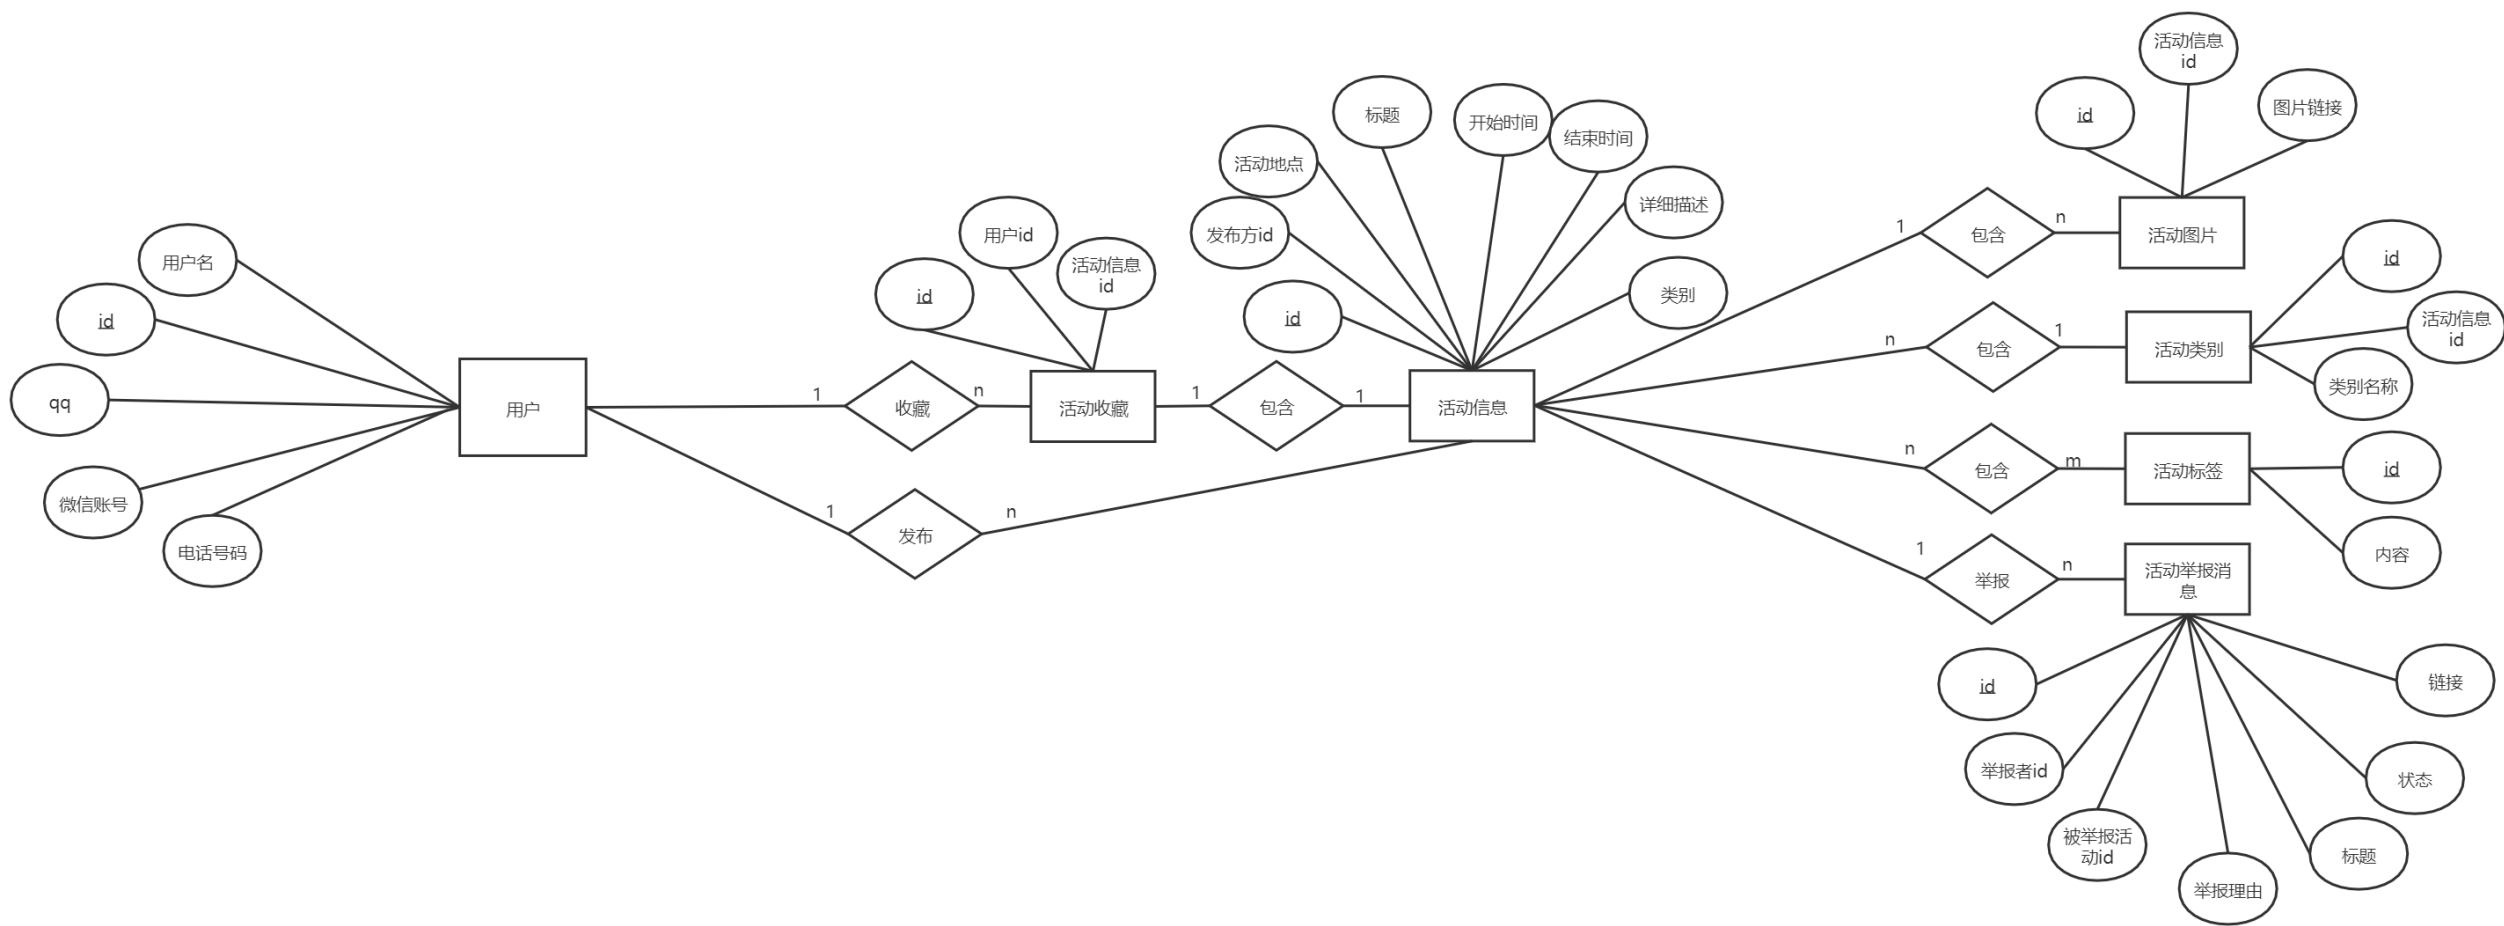 用户名
id
qq
微信账号
电话号码
用户
1
收藏
n
1
发布
n
id
用户id
活动信息
id
活动收藏
1
包含
1
id
发布方id
活动地点
标题
开始时间
结束时间
详细描述
类别
活动信息
1
包含
n
活动图片
id
活动信息
id
图片链接
n
包含
1
活动类别
id
活动信息
id
类别名称
n
包含
m
活动标签
id
内容
1
举报
n
活动举报消
息
id
举报者id
被举报活
动id
举报理由
标题
状态
链接